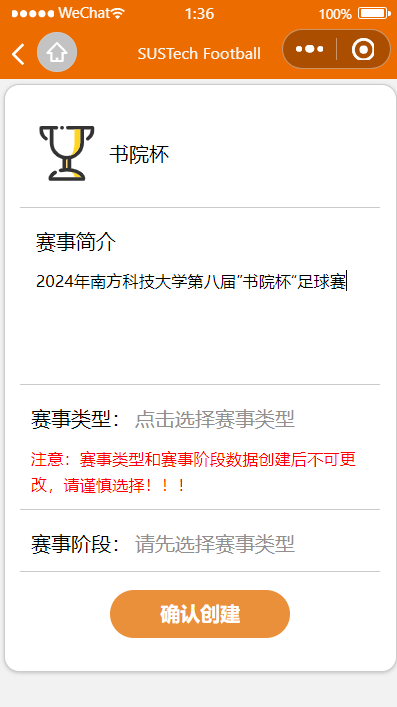 WeChat 1:36 100%
SUSTech Football
书院杯
赛事简介
2024年南方科技大学第八届”书院杯“足球赛
赛事类型： 点击选择赛事类型
注意：赛事类型和赛事阶段数据创建后不可更
改，请谨慎选择！！！
赛事阶段： 请先选择赛事类型
确认创建